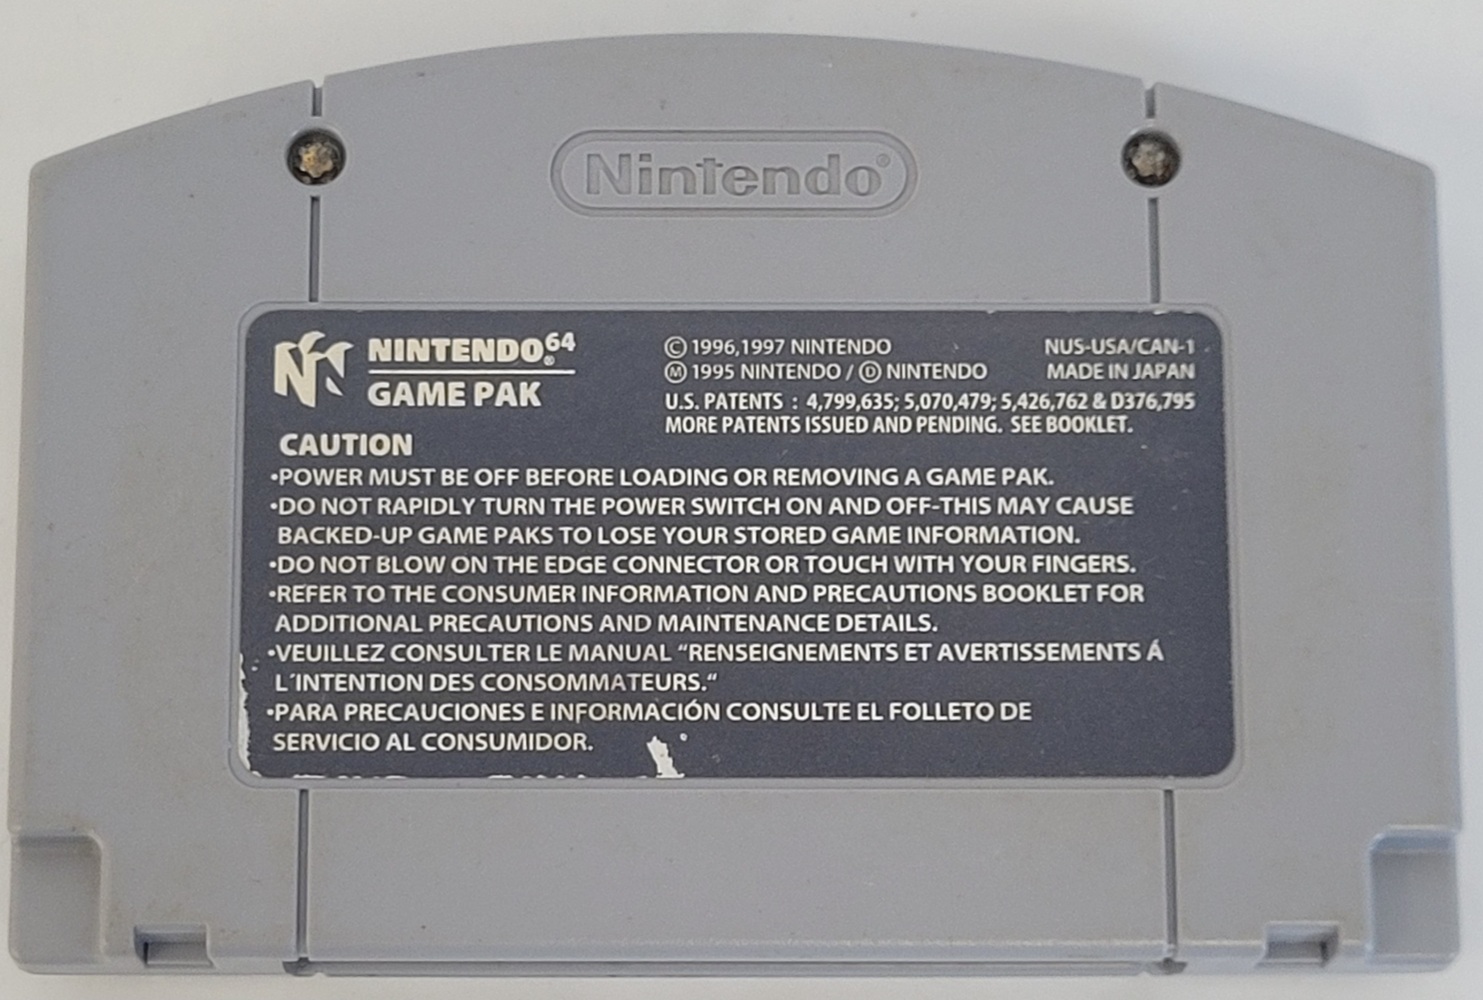 Nintendo®
NINTENDO⁶⁴®
GAME PAK
© 1996,1997 NINTENDO
Ⓜ 1995 NINTENDO / Ⓓ NINTENDO
NUS-USA/CAN-1
MADE IN JAPAN
U.S. PATENTS : 4,799,635; 5,070,479; 5,426,762 & D376,795
MORE PATENTS ISSUED AND PENDING. SEE BOOKLET.
CAUTION
•POWER MUST BE OFF BEFORE LOADING OR REMOVING A GAME PAK.
•DO NOT RAPIDLY TURN THE POWER SWITCH ON AND OFF-THIS MAY CAUSE
BACKED-UP GAME PAKS TO LOSE YOUR STORED GAME INFORMATION.
•DO NOT BLOW ON THE EDGE CONNECTOR OR TOUCH WITH YOUR FINGERS.
•REFER TO THE CONSUMER INFORMATION AND PRECAUTIONS BOOKLET FOR
ADDITIONAL PRECAUTIONS AND MAINTENANCE DETAILS.
•VEUILLEZ CONSULTER LE MANUAL “RENSEIGNEMENTS ET AVERTISSEMENTS Á
L´INTENTION DES CONSOMMATEURS.“
•PARA PRECAUCIONES E INFORMACIÓN CONSULTE EL FOLLETO DE
SERVICIO AL CONSUMIDOR.